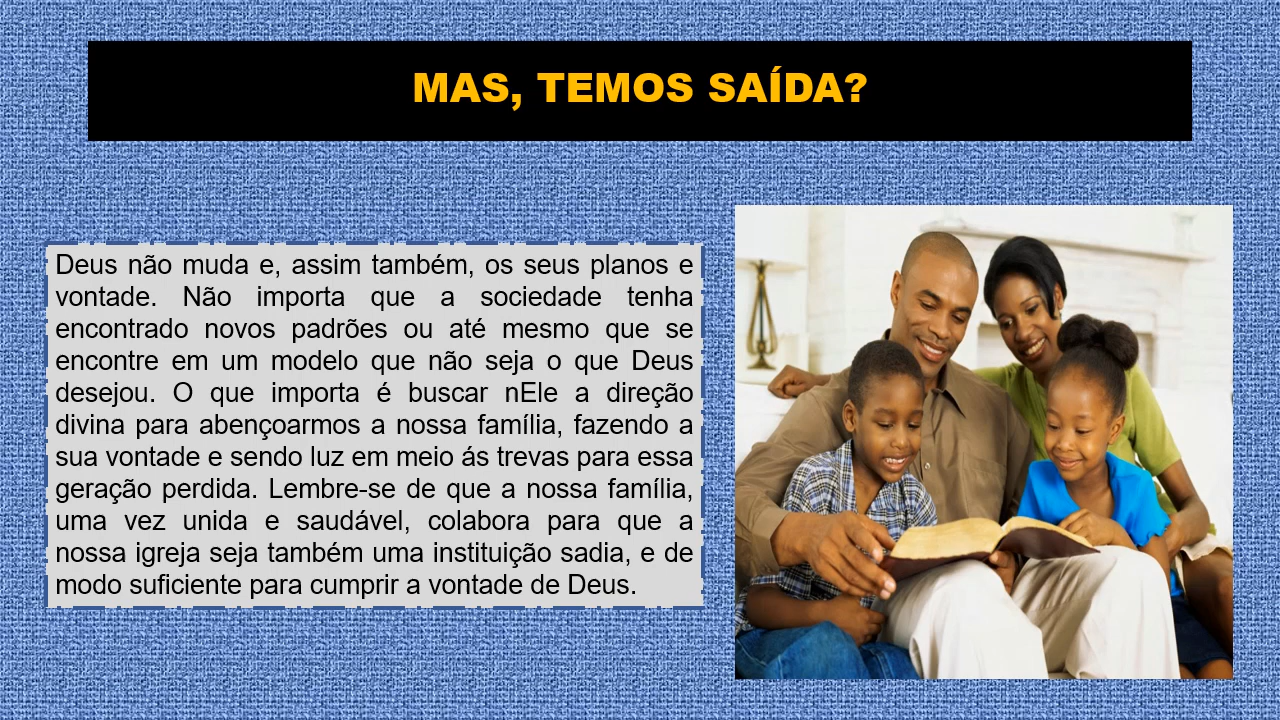 MAS, TEMOS SAÍDA?
Deus não muda e, assim também, os seus planos e
vontade. Não importa que a sociedade tenha
encontrado novos padrões ou até mesmo que se
encontre em um modelo que não seja o que Deus
desejou. O que importa é buscar nEle a direção
divina para abençoarmos a nossa família, fazendo a
sua vontade e sendo luz em meio ás trevas para essa
geração perdida. Lembre-se de que a nossa família,
uma vez unida e saudável, colabora para que a
nossa igreja seja também uma instituição sadia, e de
modo suficiente para cumprir a vontade de Deus.